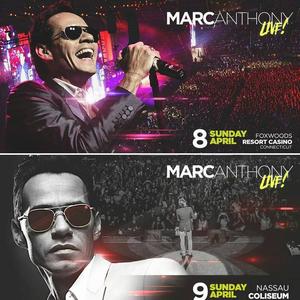 MARCANTHONY
LIVE!
8 SUNDAY APRIL
FOXWOODS
RESORT CASINO
CONNECTICUT
MARCANTHONY
LIVE!
9 SUNDAY APRIL
NASSAU
COLISEUM